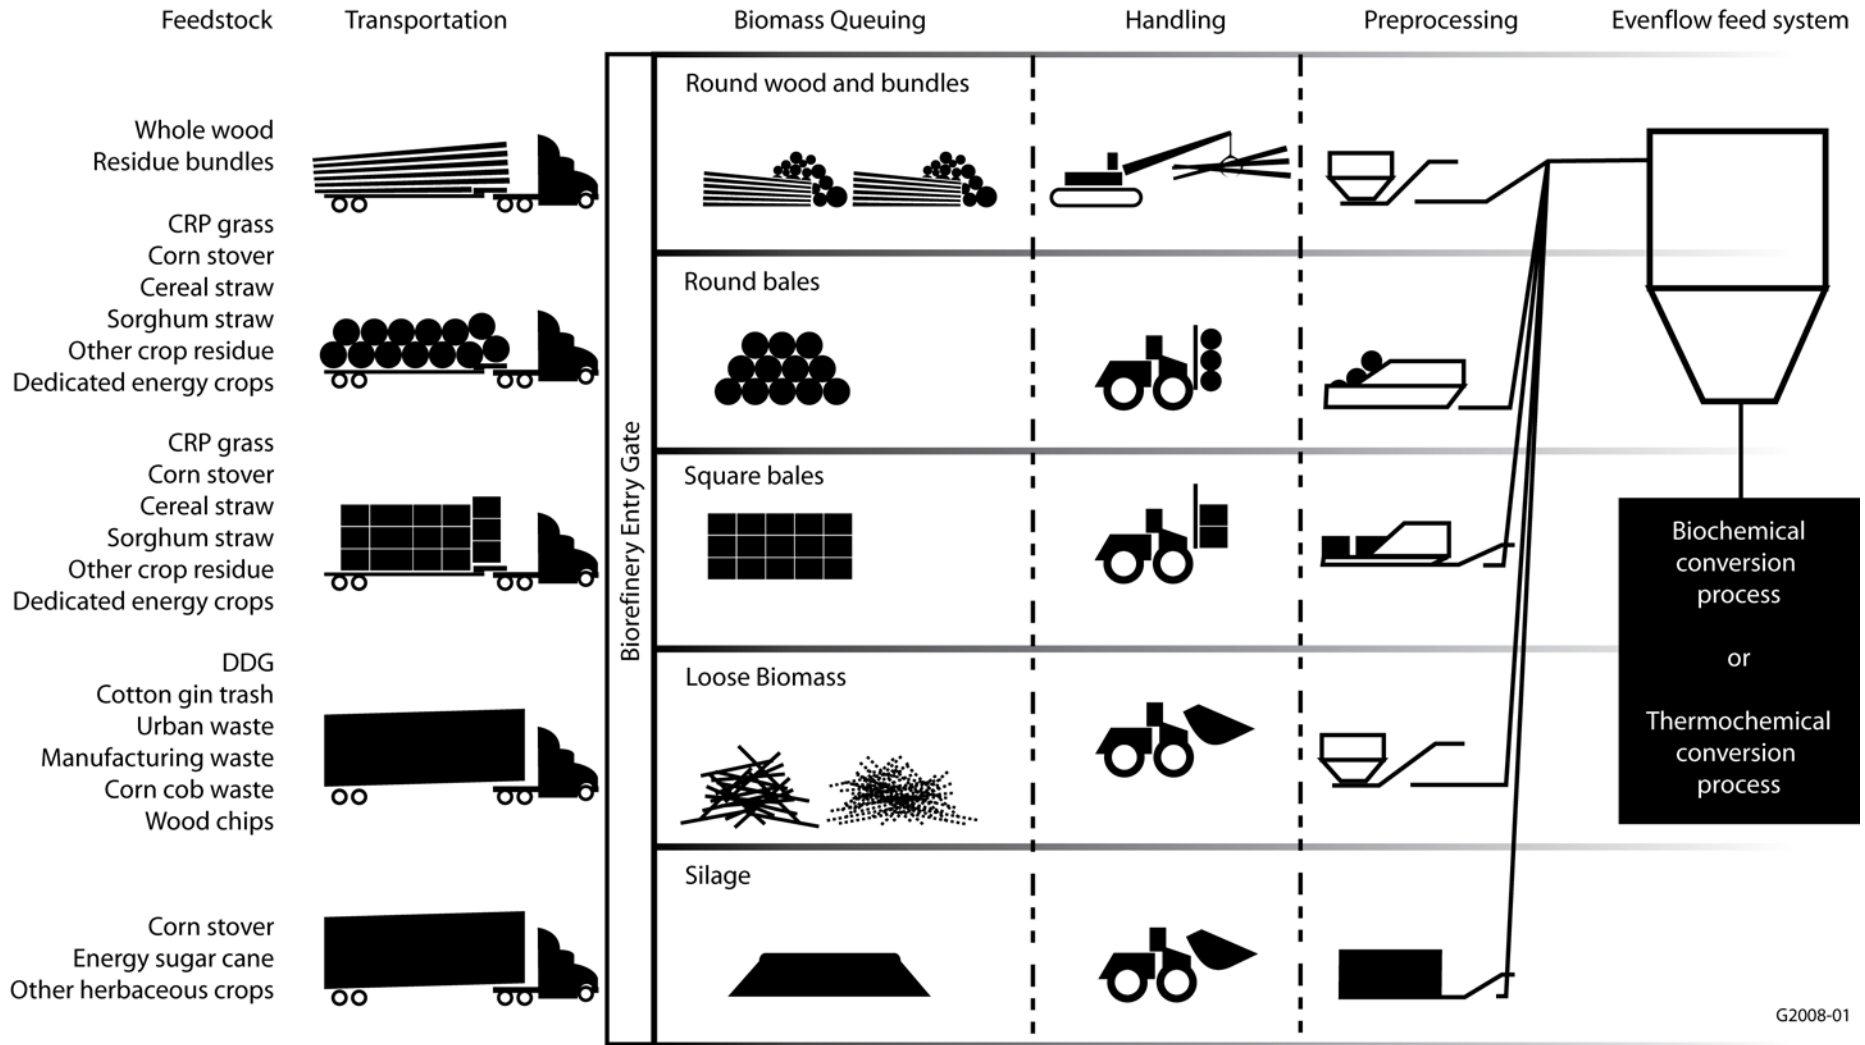 Feedstock
Transportation
Biomass Queuing
Handling
Preprocessing
Evenflow feed system
Whole wood
Residue bundles
CRP grass
Corn stover
Cereal straw
Sorghum straw
Other crop residue
Dedicated energy crops
CRP grass
Corn stover
Cereal straw
Sorghum straw
Other crop residue
Dedicated energy crops
DDG
Cotton gin trash
Urban waste
Manufacturing waste
Corn cob waste
Wood chips
Corn stover
Energy sugar cane
Other herbaceous crops
Biorefinery Entry Gate
Round wood and bundles
Round bales
Square bales
Loose Biomass
Silage
Biochemical
conversion
process
or
Thermochemical
conversion
process
G2008-01